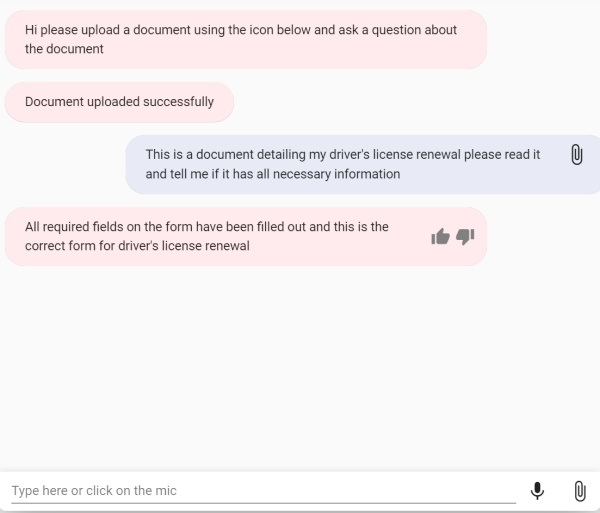 Hi please upload a document using the icon below and ask a question about
the document
Document uploaded successfully
This is a document detailing my driver's license renewal please read it
and tell me if it has all necessary information
All required fields on the form have been filled out and this is the
correct form for driver's license renewal
Type here or click on the mic